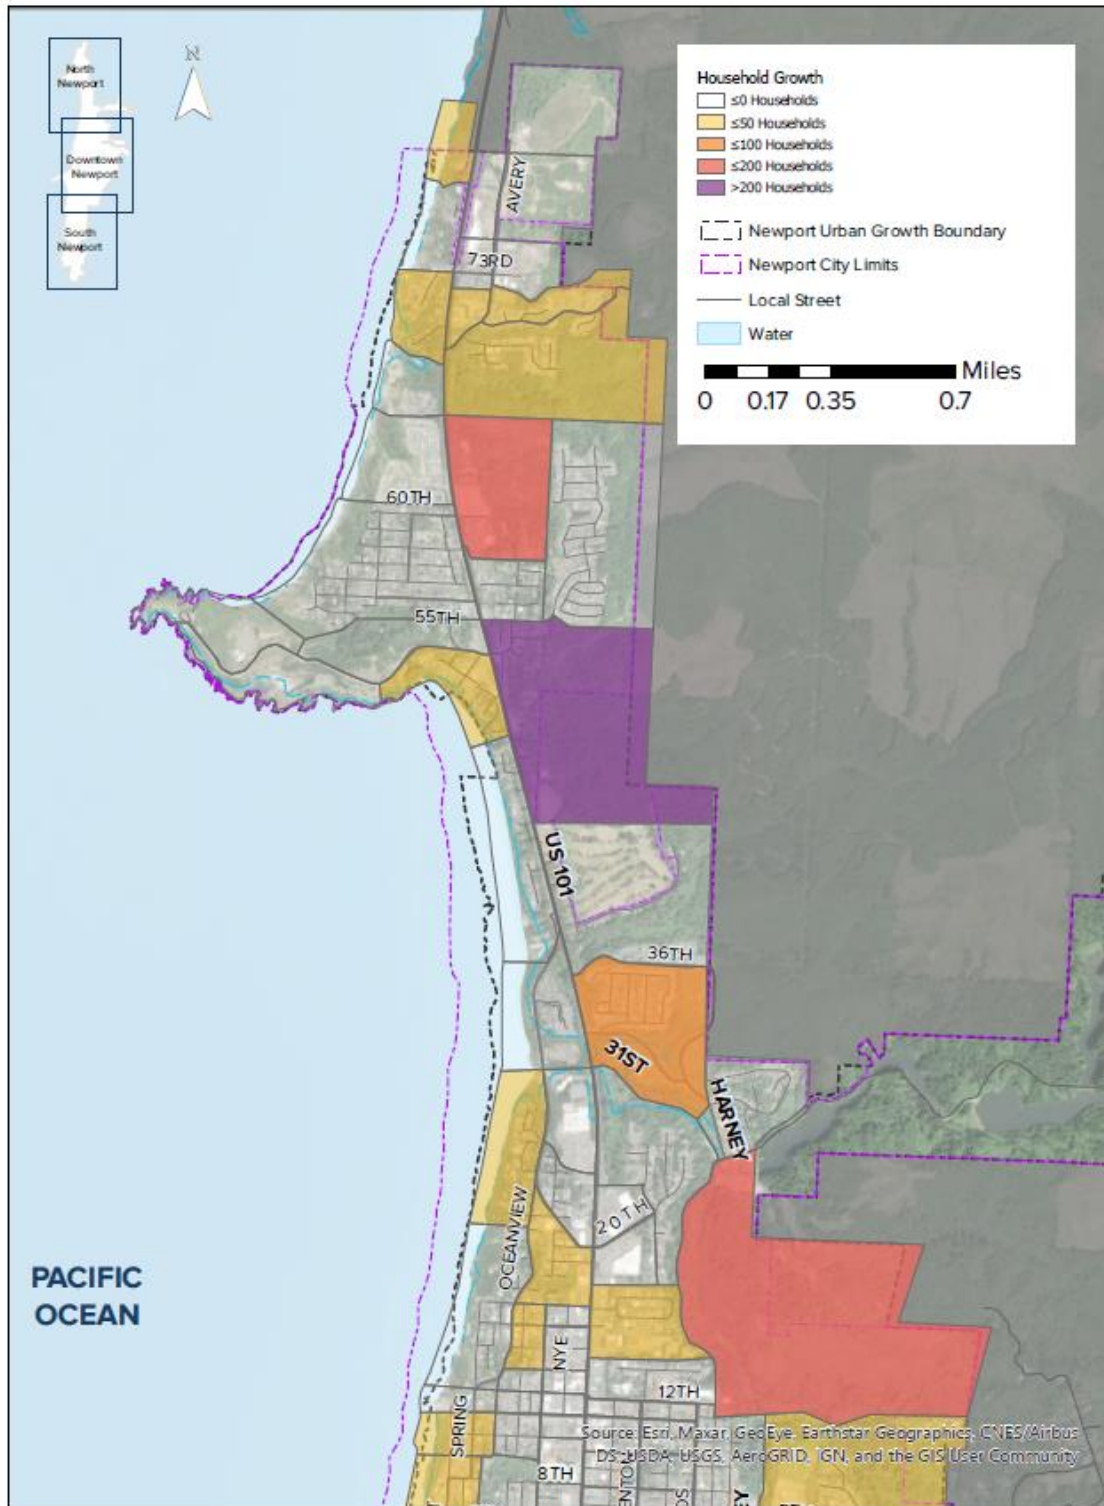 North
Newport
Downtown
Newport
South
Newport
N
Household Growth
≤0 Households
≤50 Households
≤100 Households
≤200 Households
>200 Households
Newport Urban Growth Boundary
Newport City Limits
Local Street
Water
Miles
0 0.17 0.35 0.7
AVERY
73RD
60TH
55TH
US 101
36TH
31ST
HARNEY
20TH
OCEANVIEW
PACIFIC
OCEAN
NYE
12TH
SPRING
Source: Esri, Maxar, GeoEye, Earthstar Geographics, CNES/Airbus
DS, USDA, USGS, AeroGRID, IGN, and the GIS User Community
8TH